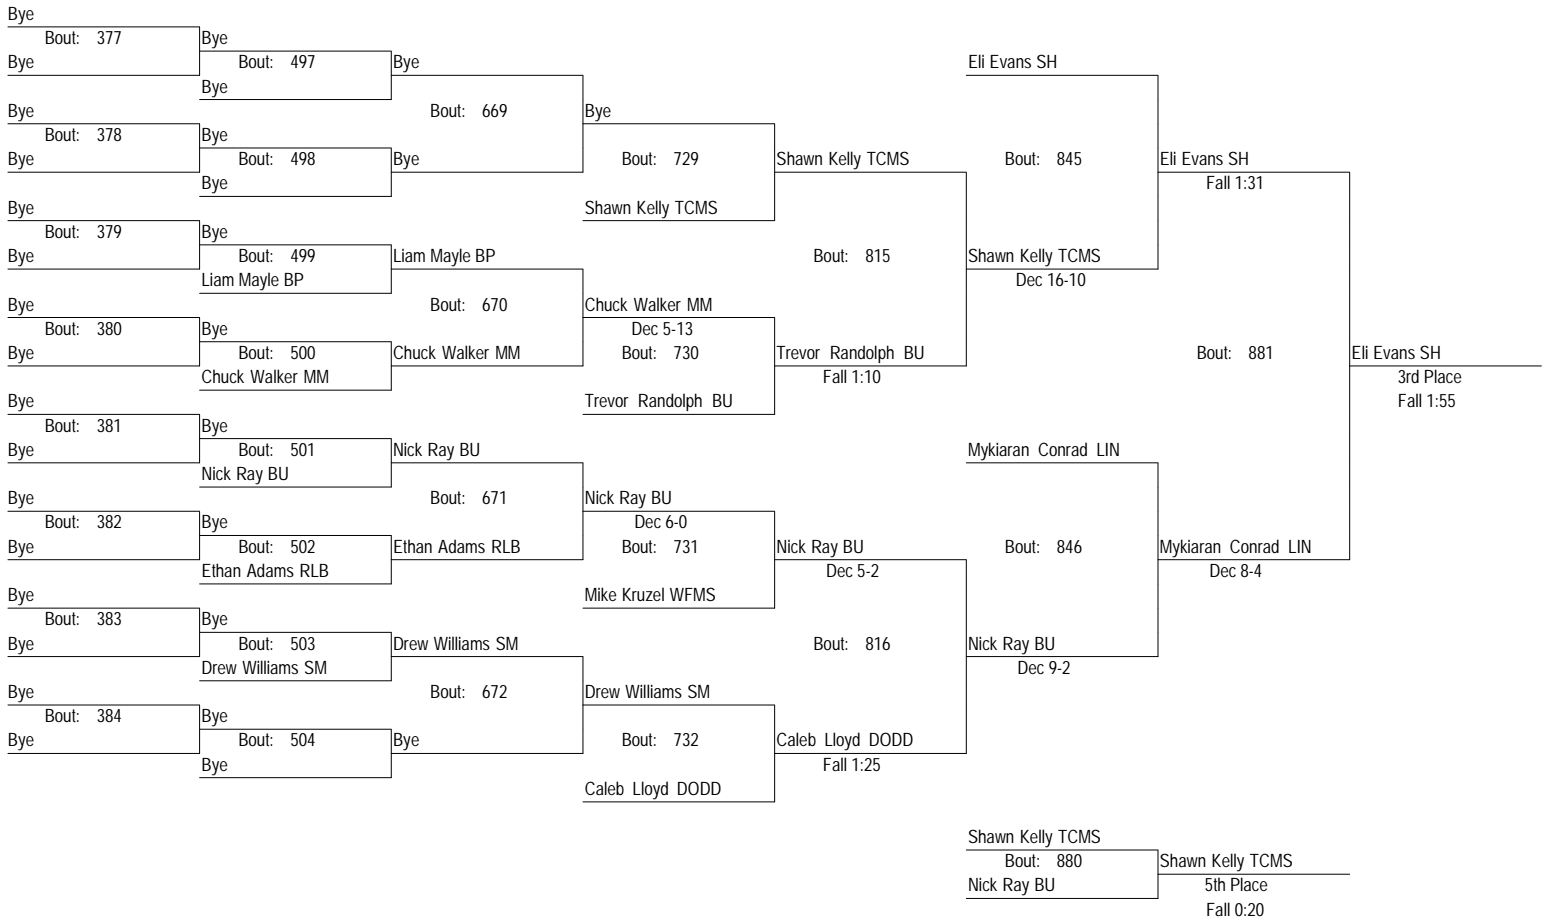 Bye
Bout: 377
Bye
Bye
Bout: 497
Bye
Bye
Bout: 378
Bye
Bye
Bout: 498
Bye
Bye
Bout: 669
Bye
Bye
Bout: 379
Bye
Bye
Bout: 499
Liam Mayle BP
Bye
Bout: 380
Bye
Bye
Bout: 500
Chuck Walker MM
Liam Mayle BP
Bout: 670
Chuck Walker MM
Bye
Bout: 381
Bye
Bye
Bout: 501
Nick Ray BU
Bye
Bout: 382
Bye
Bye
Bout: 502
Ethan Adams RLB
Nick Ray BU
Bout: 671
Ethan Adams RLB
Bye
Bout: 383
Bye
Bye
Bout: 503
Drew Williams SM
Bye
Bout: 384
Bye
Bye
Bout: 504
Bye
Drew Williams SM
Bout: 672
Bye
Bye
Bout: 729
Shawn Kelly TCMS
Chuck Walker MM
Dec 5-13
Bout: 730
Trevor Randolph BU
Nick Ray BU
Dec 6-0
Bout: 731
Mike Kruzel WFMS
Drew Williams SM
Bout: 732
Caleb Lloyd DODD
Shawn Kelly TCMS
Bout: 815
Trevor Randolph BU
Fall 1:10
Nick Ray BU
Dec 5-2
Bout: 816
Caleb Lloyd DODD
Fall 1:25
Eli Evans SH
Bout: 845
Shawn Kelly TCMS
Dec 16-10
Mykiaran Conrad LIN
Bout: 846
Nick Ray BU
Dec 9-2
Eli Evans SH
Fall 1:31
Bout: 881
Mykiaran Conrad LIN
Dec 8-4
Eli Evans SH
3rd Place
Fall 1:55
Shawn Kelly TCMS
Bout: 880
Nick Ray BU
Shawn Kelly TCMS
5th Place
Fall 0:20